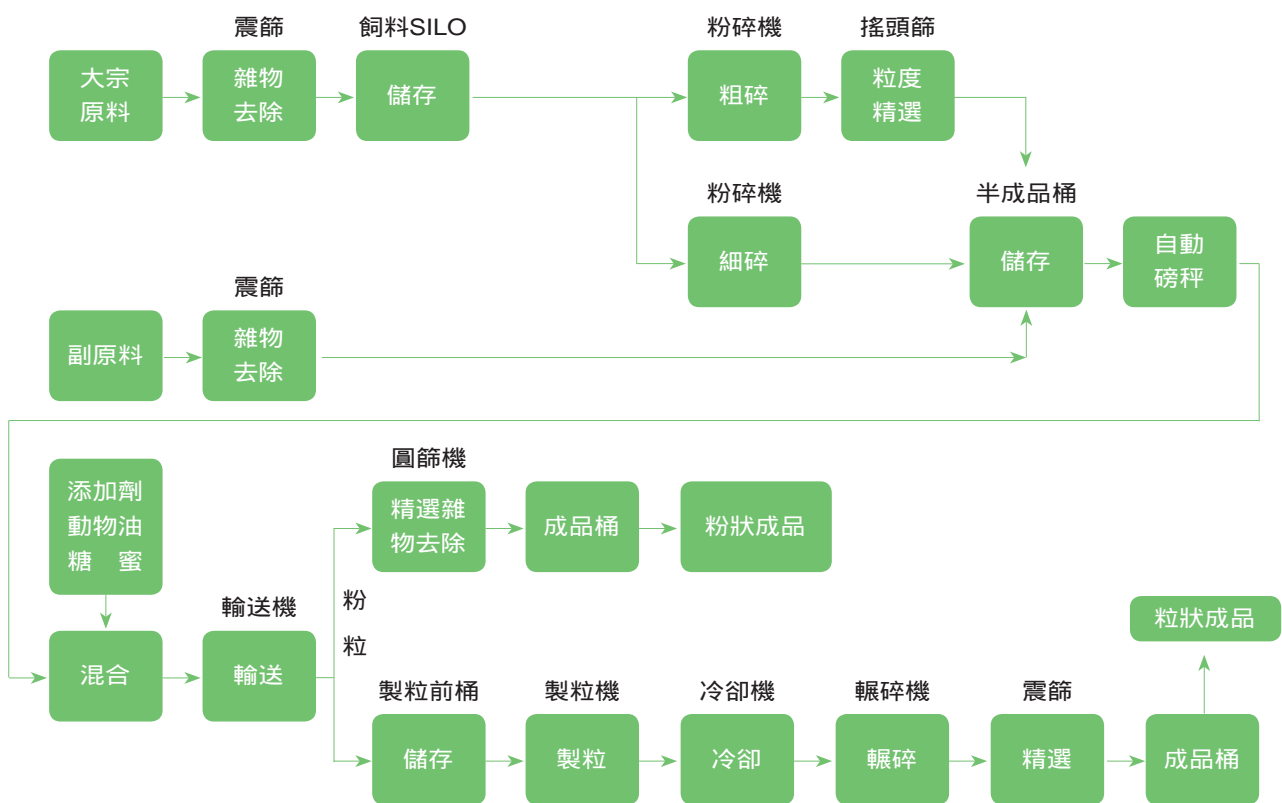 震篩
飼料SILO
粉碎機
搖頭篩
大宗
原料
雜物
去除
儲存
粗碎
粒度
精選
粉碎機
半成品桶
細碎
儲存
自動
磅秤
震篩
副原料
雜物
去除
圓篩機
添加劑
動物油
糖　蜜
精選雜
物去除
成品桶
粉狀成品
粉
粒
輸送機
混合
輸送
粒狀成品
製粒前桶
製粒機
冷卻機
輾碎機
震篩
儲存
製粒
冷卻
輾碎
精選
成品桶